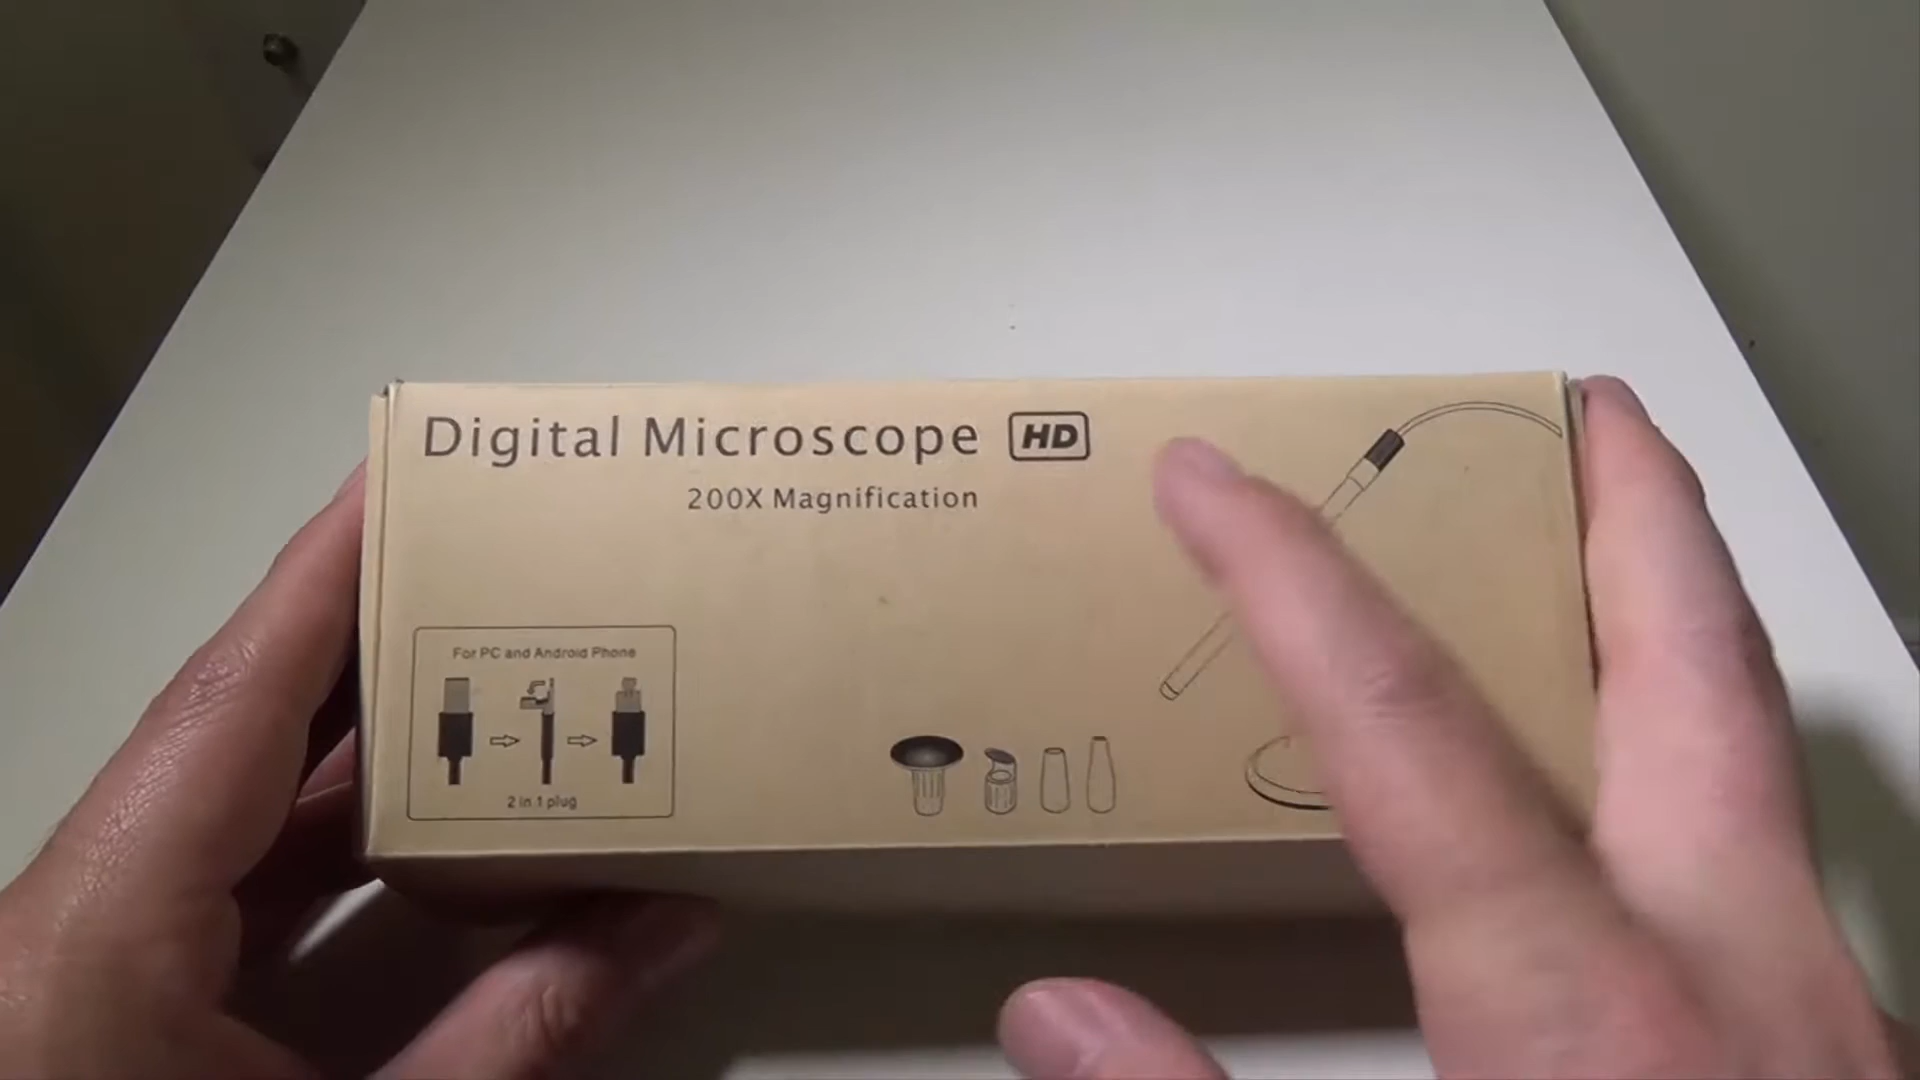 Digital Microscope HD
200X Magnification
For PC and Android Phone
2 in 1 plug